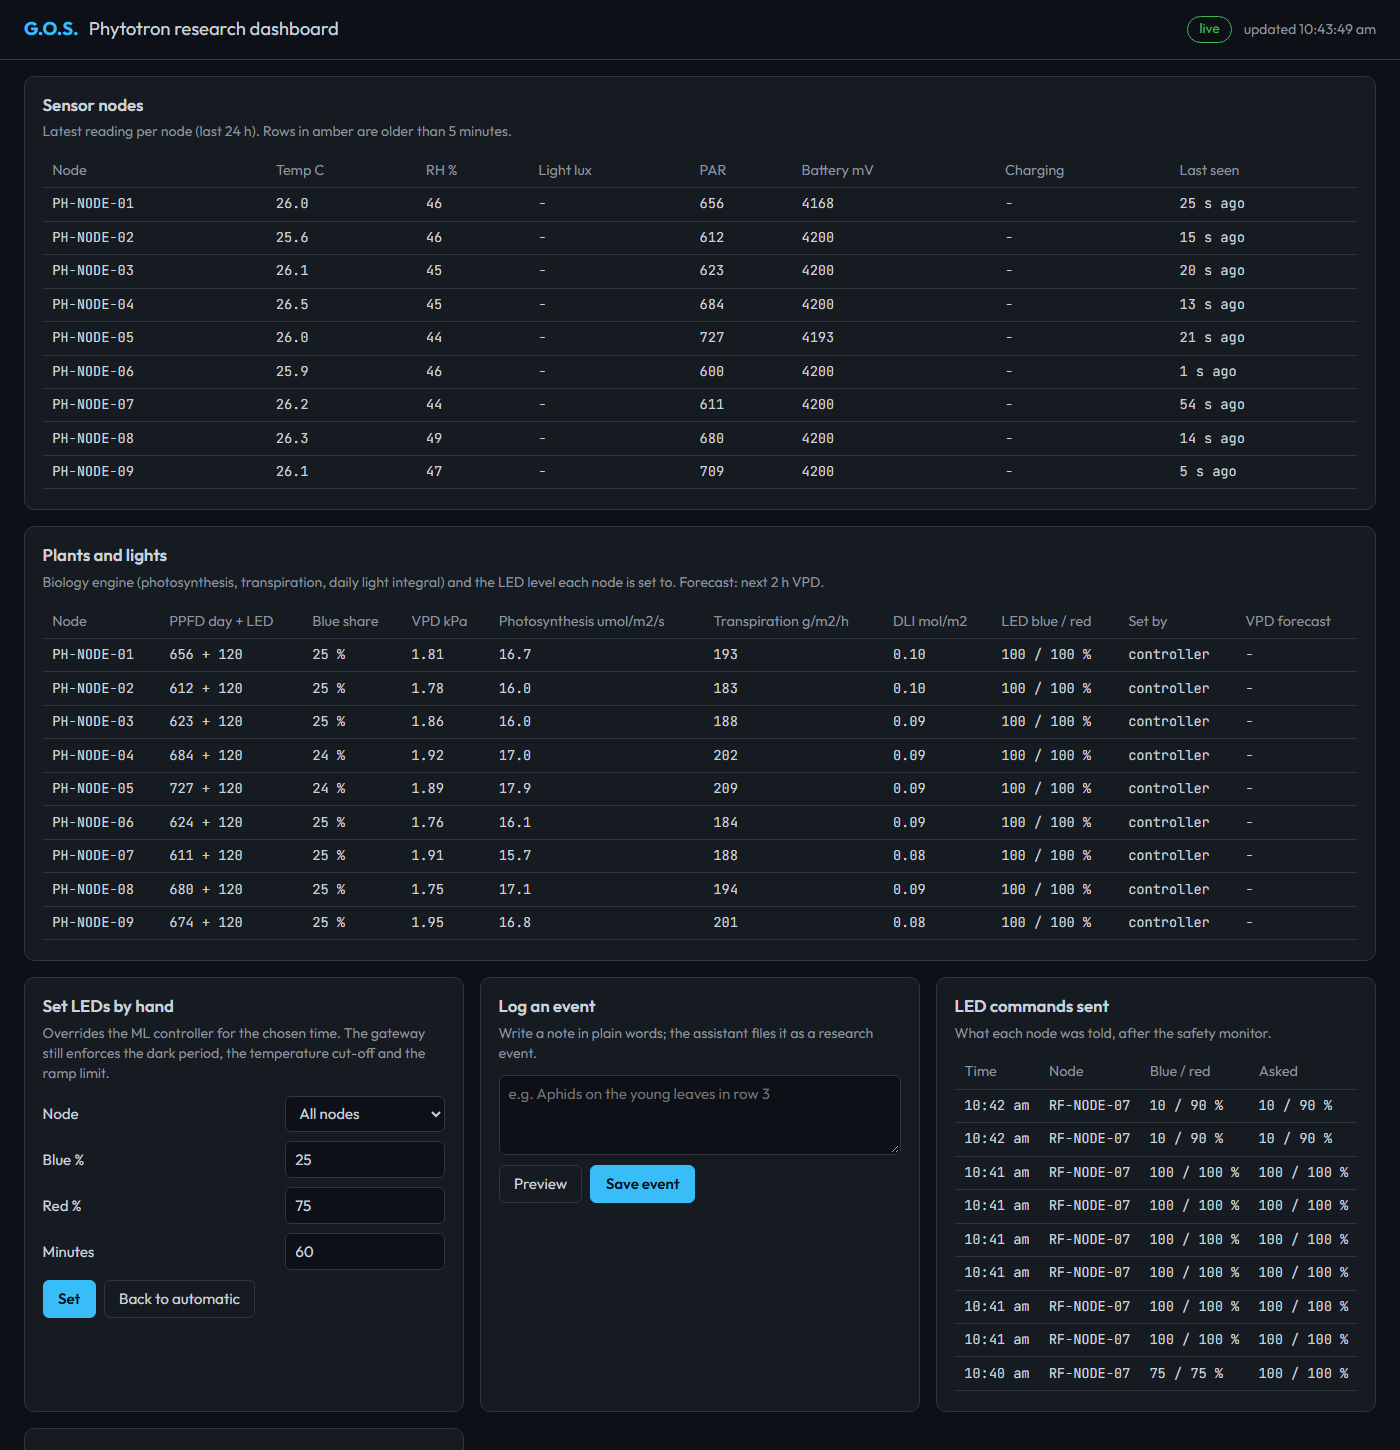 G.O.S. Phytotron research dashboard
live updated 10:43:49 am
Sensor nodes
Latest reading per node (last 24 h). Rows in amber are older than 5 minutes.
Node Temp C RH % Light lux PAR Battery mV Charging Last seen
PH-NODE-01 26.0 46 - 656 4168 - 25 s ago
PH-NODE-02 25.6 46 - 612 4200 - 15 s ago
PH-NODE-03 26.1 45 - 623 4200 - 20 s ago
PH-NODE-04 26.5 45 - 684 4200 - 13 s ago
PH-NODE-05 26.0 44 - 727 4193 - 21 s ago
PH-NODE-06 25.9 46 - 600 4200 - 1 s ago
PH-NODE-07 26.2 44 - 611 4200 - 54 s ago
PH-NODE-08 26.3 49 - 680 4200 - 14 s ago
PH-NODE-09 26.1 47 - 709 4200 - 5 s ago
Plants and lights
Biology engine (photosynthesis, transpiration, daily light integral) and the LED level each node is set to. Forecast: next 2 h VPD.
Node PPFD day + LED Blue share VPD kPa Photosynthesis umol/m2/s Transpiration g/m2/h DLI mol/m2 LED blue / red Set by VPD forecast
PH-NODE-01 656 + 120 25 % 1.81 16.7 193 0.10 100 / 100 % controller -
PH-NODE-02 612 + 120 25 % 1.78 16.0 183 0.10 100 / 100 % controller -
PH-NODE-03 623 + 120 25 % 1.86 16.0 188 0.09 100 / 100 % controller -
PH-NODE-04 684 + 120 24 % 1.92 17.0 202 0.09 100 / 100 % controller -
PH-NODE-05 727 + 120 24 % 1.89 17.9 209 0.09 100 / 100 % controller -
PH-NODE-06 624 + 120 25 % 1.76 16.1 184 0.09 100 / 100 % controller -
PH-NODE-07 611 + 120 25 % 1.91 15.7 188 0.08 100 / 100 % controller -
PH-NODE-08 680 + 120 25 % 1.75 17.1 194 0.09 100 / 100 % controller -
PH-NODE-09 674 + 120 25 % 1.95 16.8 201 0.08 100 / 100 % controller -
Set LEDs by hand
Overrides the ML controller for the chosen time. The gateway
still enforces the dark period, the temperature cut-off and the
ramp limit.
Node All nodes
Blue % 25
Red % 75
Minutes 60
Set Back to automatic
Log an event
Write a note in plain words; the assistant files it as a research
event.
e.g. Aphids on the young leaves in row 3
Preview Save event
LED commands sent
What each node was told, after the safety monitor.
Time Node Blue / red Asked
10:42 am RF-NODE-07 10 / 90 % 10 / 90 %
10:42 am RF-NODE-07 10 / 90 % 10 / 90 %
10:41 am RF-NODE-07 100 / 100 % 100 / 100 %
10:41 am RF-NODE-07 100 / 100 % 100 / 100 %
10:41 am RF-NODE-07 100 / 100 % 100 / 100 %
10:41 am RF-NODE-07 100 / 100 % 100 / 100 %
10:41 am RF-NODE-07 100 / 100 % 100 / 100 %
10:41 am RF-NODE-07 100 / 100 % 100 / 100 %
10:40 am RF-NODE-07 75 / 75 % 100 / 100 %